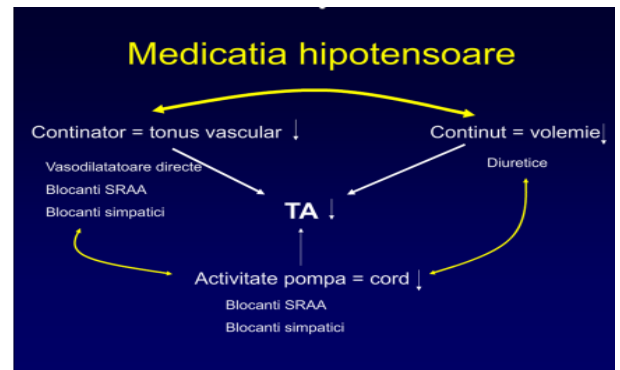 Medicatia hipotensoare
Continator = tonus vascular ↓
Continut = volemie↓
Vasodilatatoare directe
Blocanti SRAA
Blocanti simpatici
Diuretice
TA ↓
Activitate pompa = cord ↓
Blocanti SRAA
Blocanti simpatici